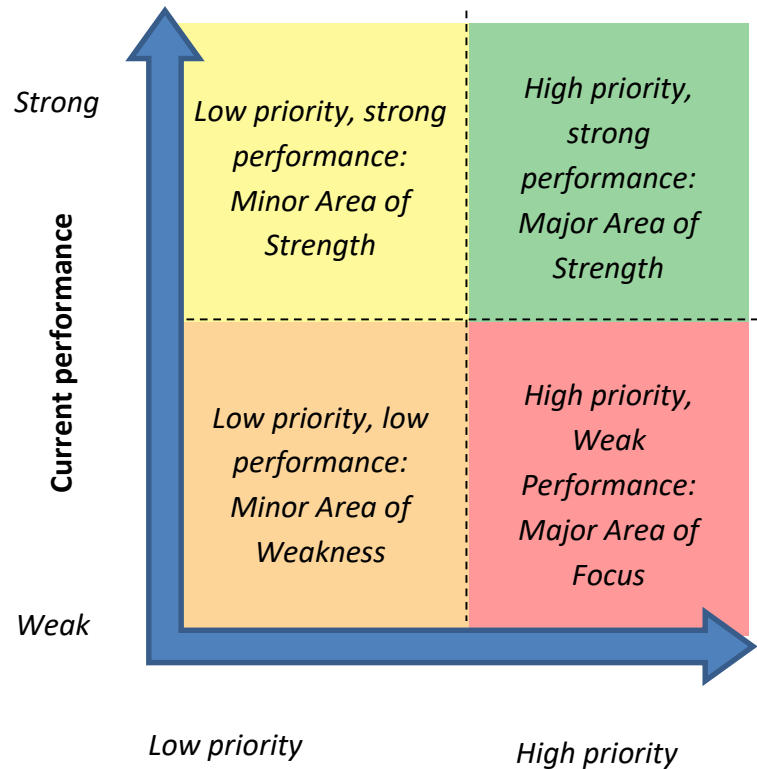 Strong
Low priority, strong
performance:
Minor Area of
Strength
High priority,
strong
performance:
Major Area of
Strength
Current performance
Low priority, low
performance:
Minor Area of
Weakness
High priority,
Weak
Performance:
Major Area of
Focus
Weak
Low priority
High priority